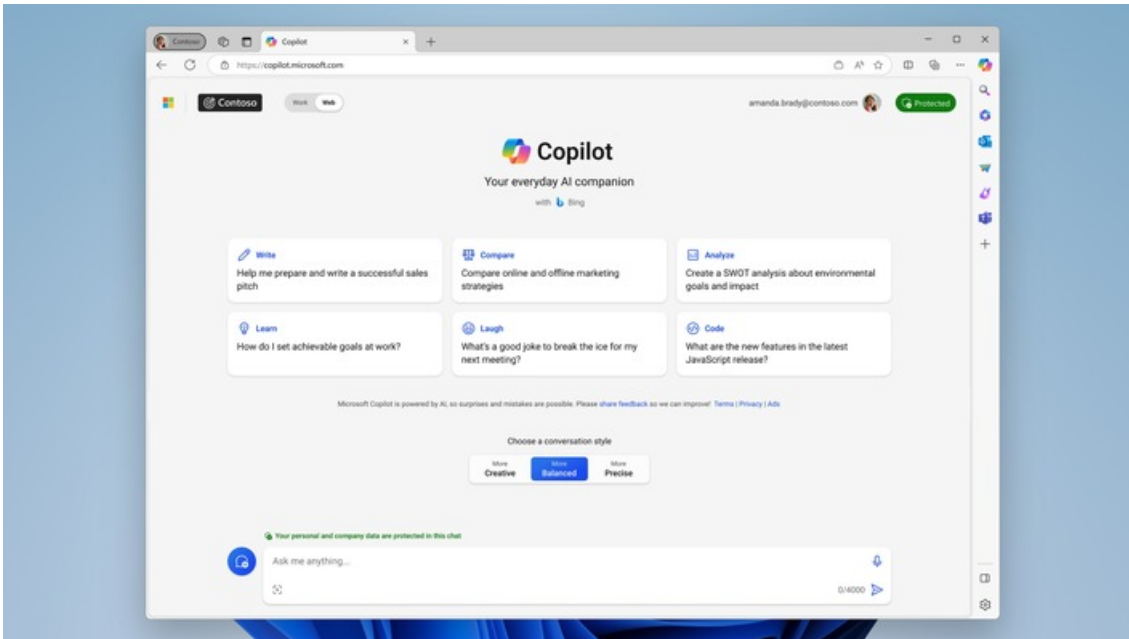 Contoso
Copilot
https://copilot.microsoft.com
Contoso
Work
Web
amanda.brady@contoso.com
Protected
Copilot
Your everyday AI companion
with b Bing
Write
Help me prepare and write a successful sales
pitch
Compare
Compare online and offline marketing
strategies
Analyze
Create a SWOT analysis about environmental
goals and impact
Learn
How do I set achievable goals at work?
Laugh
What's a good joke to break the ice for my
next meeting?
Code
What are the new features in the latest
JavaScript release?
Microsoft Copilot is powered by AI, so surprises and mistakes are possible. Please share feedback so we can improve! Terms | Privacy | Ads
Choose a conversation style
More
Creative
More
Balanced
More
Precise
Your personal and company data are protected in this chat
Ask me anything...
0/4000